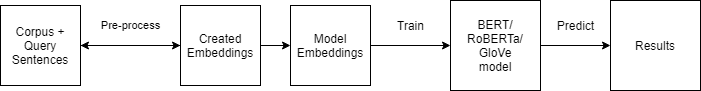 Corpus +
Query
Sentences
Pre-process
Created
Embeddings
Model
Embeddings
Train
BERT/
RoBERTa/
GloVe
model
Predict
Results